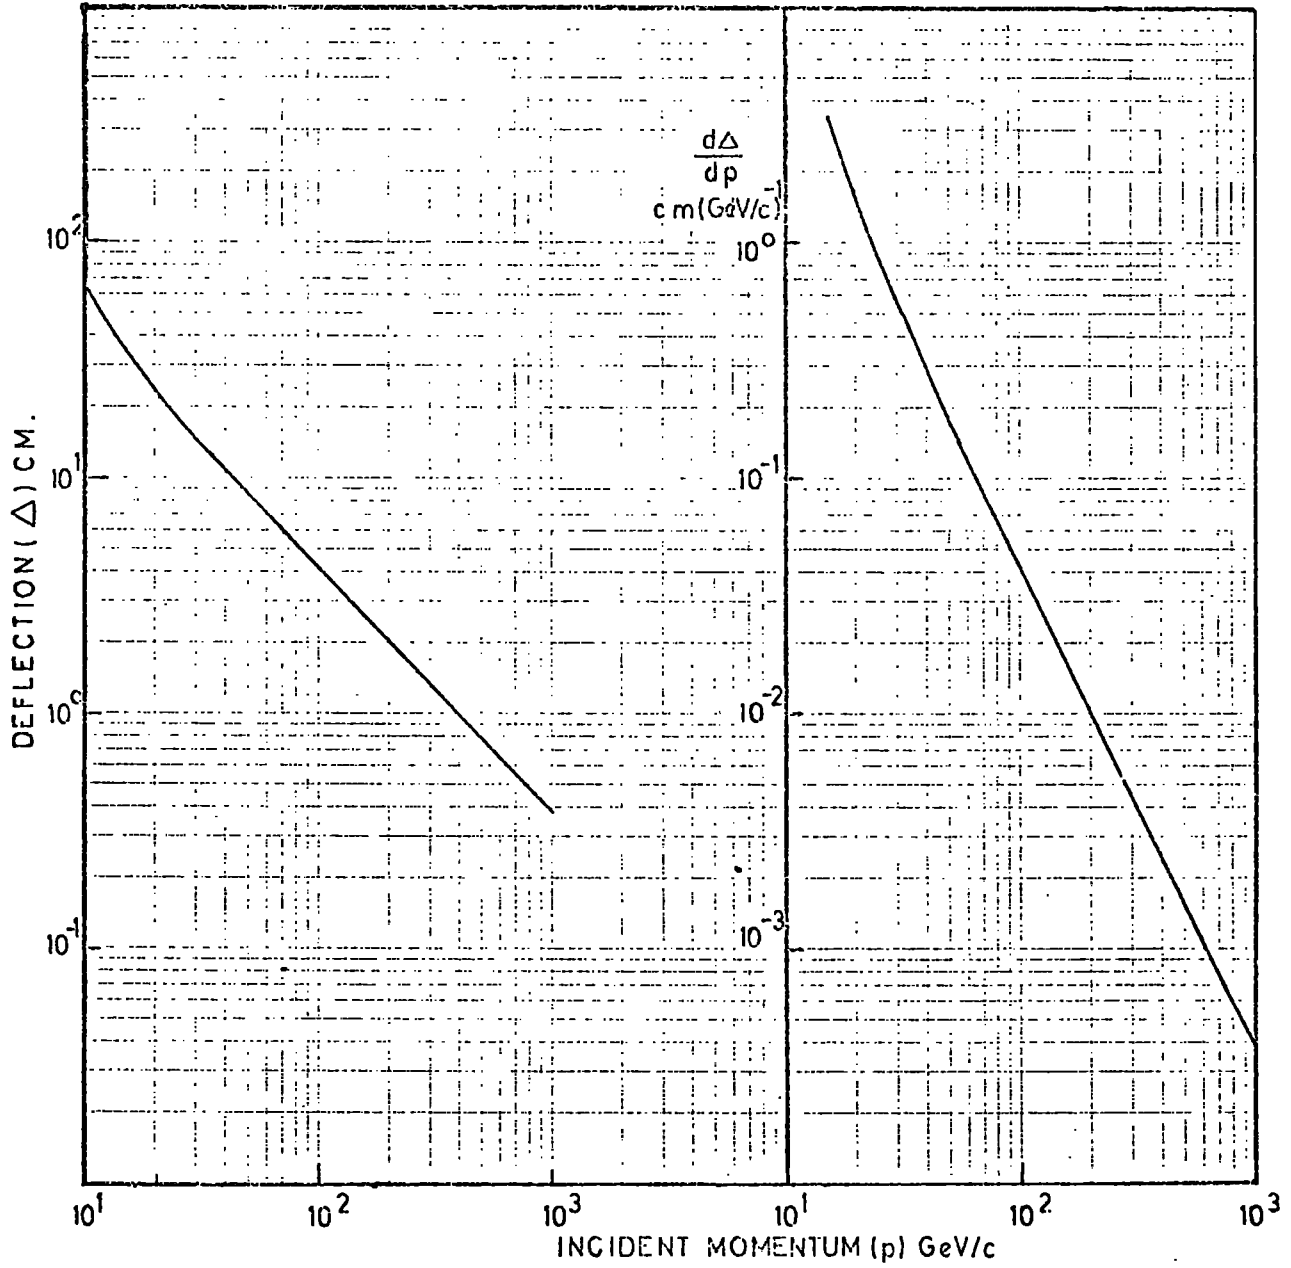 dΔ
dp
cm(GeV/c)⁻¹
DEFLECTION (Δ) CM.
10²
10¹
10⁰
10⁻¹
10⁰
10⁻¹
10⁻²
10⁻³
10¹ 10² 10³ 10¹ 10² 10³
INCIDENT MOMENTUM (p) GeV/c